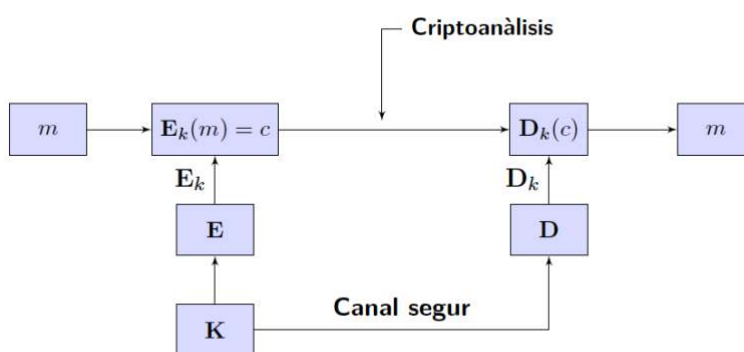 Criptoanàlisis
m
E_k(m) = c
D_k(c)
m
E_k
D_k
E
D
Canal segur
K